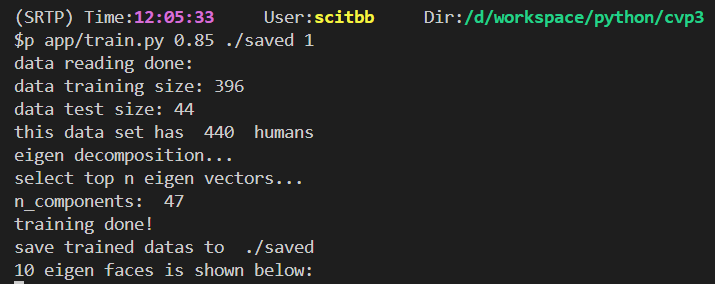 (SRTP) Time:12:05:33 User:scitbb Dir:/d/workspace/python/cvp3
$p app/train.py 0.85 ./saved 1
data reading done:
data training size: 396
data test size: 44
this data set has  440  humans
eigen decomposition...
select top n eigen vectors...
n_components:  47
training done!
save trained datas to  ./saved
10 eigen faces is shown below: